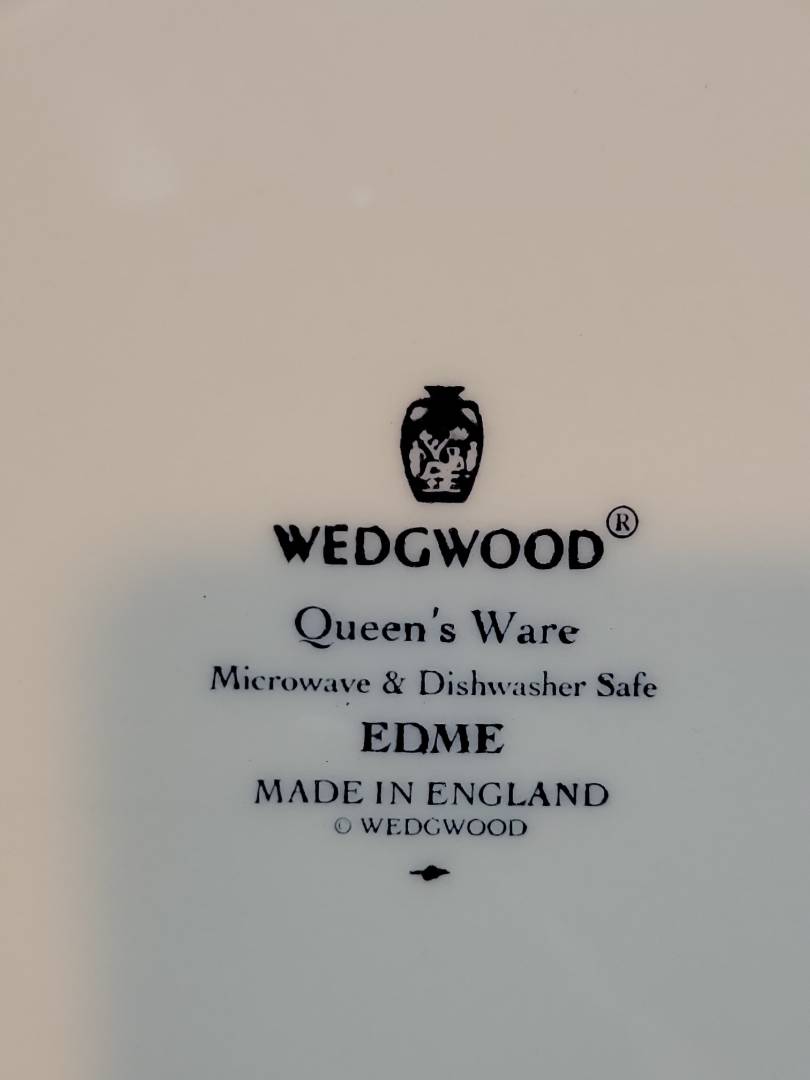 WEDGWOOD®
Queen's Ware
Microwave & Dishwasher Safe
EDME
MADE IN ENGLAND
© WEDGWOOD